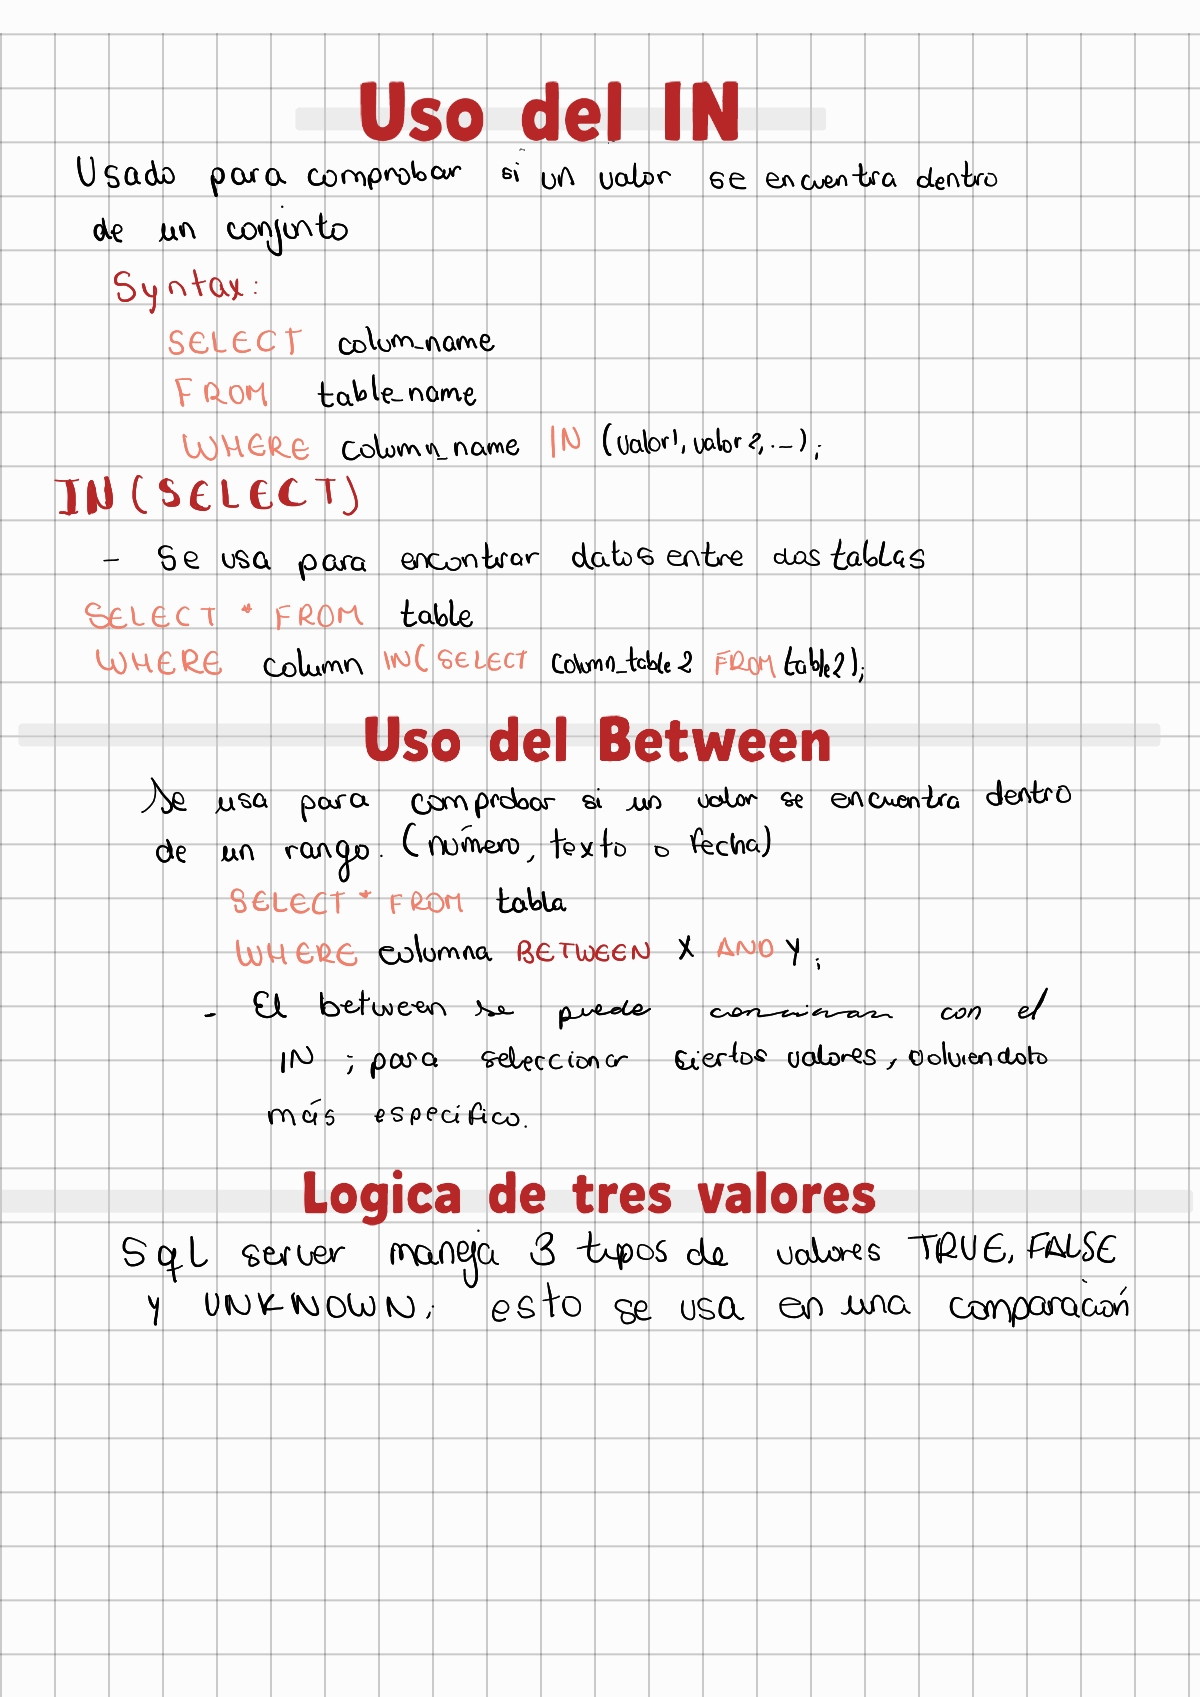 Uso del IN
Usado para comprobar si un valor se encuentra dentro
de un conjunto
Syntax:
SELECT colum_name
FROM table_name
WHERE column_name IN (valor1, valor2, ...);
IN(SELECT)
- Se usa para encontrar datos entre dos tablas
SELECT * FROM table
WHERE column IN(SELECT column_table2 FROM table2);
Uso del Between
Se usa para comprobar si un valor se encuentra dentro
de un rango. (número, texto o fecha)
SELECT * FROM tabla
WHERE columna BETWEEN X AND Y;
- El between se puede con el
IN ; para seleccionar ciertos valores, volviendolo
más específico.
Logica de tres valores
Sql server maneja 3 tipos de valores TRUE, FALSE
y UNKNOWN; esto se usa en una comparación